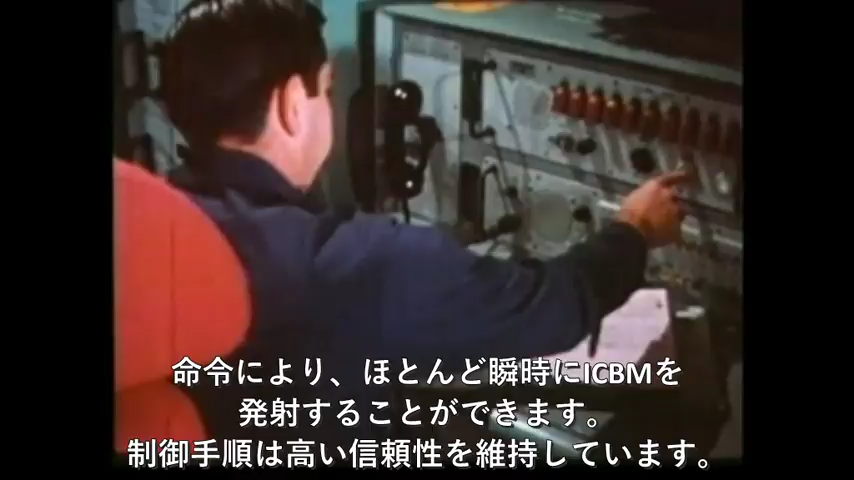 命令により、ほとんど瞬時にICBMを
発射することができます。
制御手順は高い信頼性を維持しています。